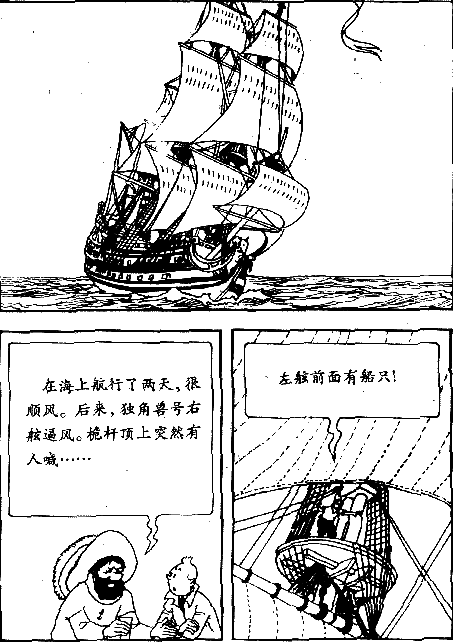 在海上航行了两天，很
顺风。后来，独角兽号右
舷逼风。桅杆顶上突然有
人喊……
左舷前面有船只！